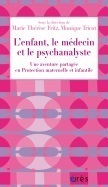 Sous la direction de
Marie-Thérèse Fritz, Monique Tricot
L'enfant, le médecin
et le psychanalyste
Une aventure partagée
en Protection maternelle et infantile
érès